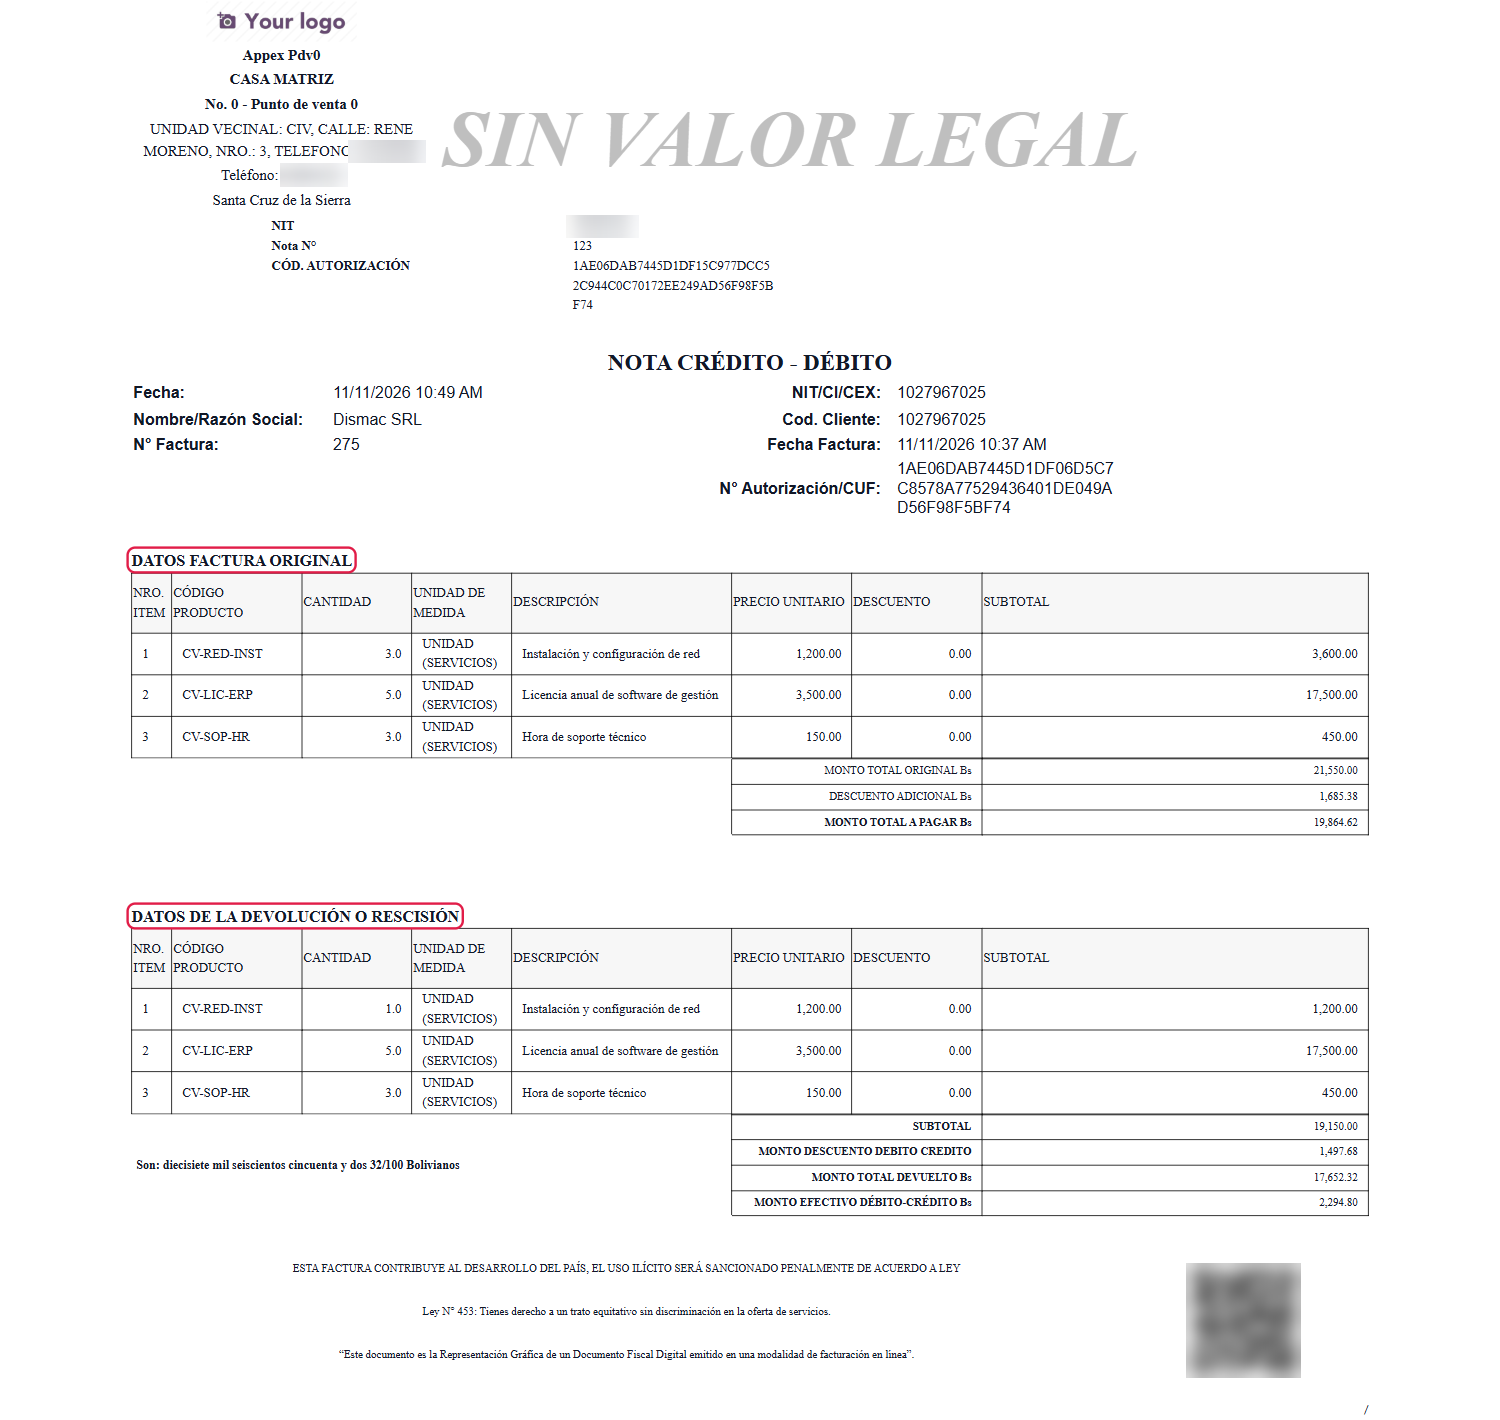 Your logo
Appex Pdv0
CASA MATRIZ
No. 0 - Punto de venta 0
UNIDAD VECINAL: CIV, CALLE: RENE
MORENO, NRO.: 3, TELEFONO
Teléfono:
Santa Cruz de la Sierra
SIN VALOR LEGAL
NIT
Nota N° 123
CÓD. AUTORIZACIÓN 1AE06DAB7445D1DF15C977DCC5
2C944C0C70172EE249AD56F98F5B
F74
NOTA CRÉDITO - DÉBITO
Fecha: 11/11/2026 10:49 AM NIT/CI/CEX: 1027967025
Nombre/Razón Social: Dismac SRL Cod. Cliente: 1027967025
N° Factura: 275 Fecha Factura: 11/11/2026 10:37 AM
N° Autorización/CUF: 1AE06DAB7445D1DF06D5C7
C8578A77529436401DE049A
D56F98F5BF74
DATOS FACTURA ORIGINAL
NRO. ITEM CÓDIGO PRODUCTO CANTIDAD UNIDAD DE MEDIDA DESCRIPCIÓN PRECIO UNITARIO DESCUENTO SUBTOTAL
1 CV-RED-INST 3.0 UNIDAD (SERVICIOS) Instalación y configuración de red 1,200.00 0.00 3,600.00
2 CV-LIC-ERP 5.0 UNIDAD (SERVICIOS) Licencia anual de software de gestión 3,500.00 0.00 17,500.00
3 CV-SOP-HR 3.0 UNIDAD (SERVICIOS) Hora de soporte técnico 150.00 0.00 450.00
MONTO TOTAL ORIGINAL Bs 21,550.00
DESCUENTO ADICIONAL Bs 1,685.38
MONTO TOTAL A PAGAR Bs 19,864.62
DATOS DE LA DEVOLUCIÓN O RESCISIÓN
NRO. ITEM CÓDIGO PRODUCTO CANTIDAD UNIDAD DE MEDIDA DESCRIPCIÓN PRECIO UNITARIO DESCUENTO SUBTOTAL
1 CV-RED-INST 1.0 UNIDAD (SERVICIOS) Instalación y configuración de red 1,200.00 0.00 1,200.00
2 CV-LIC-ERP 5.0 UNIDAD (SERVICIOS) Licencia anual de software de gestión 3,500.00 0.00 17,500.00
3 CV-SOP-HR 3.0 UNIDAD (SERVICIOS) Hora de soporte técnico 150.00 0.00 450.00
SUBTOTAL 19,150.00
MONTO DESCUENTO DEBITO CREDITO 1,497.68
Son: diecisiete mil seiscientos cincuenta y dos 32/100 Bolivianos
MONTO TOTAL DEVUELTO Bs 17,652.32
MONTO EFECTIVO DÉBITO-CRÉDITO Bs 2,294.80
ESTA FACTURA CONTRIBUYE AL DESARROLLO DEL PAÍS, EL USO ILÍCITO SERÁ SANCIONADO PENALMENTE DE ACUERDO A LEY
Ley N° 453: Tienes derecho a un trato equitativo sin discriminación en la oferta de servicios.
“Este documento es la Representación Gráfica de un Documento Fiscal Digital emitido en una modalidad de facturación en línea”.
/